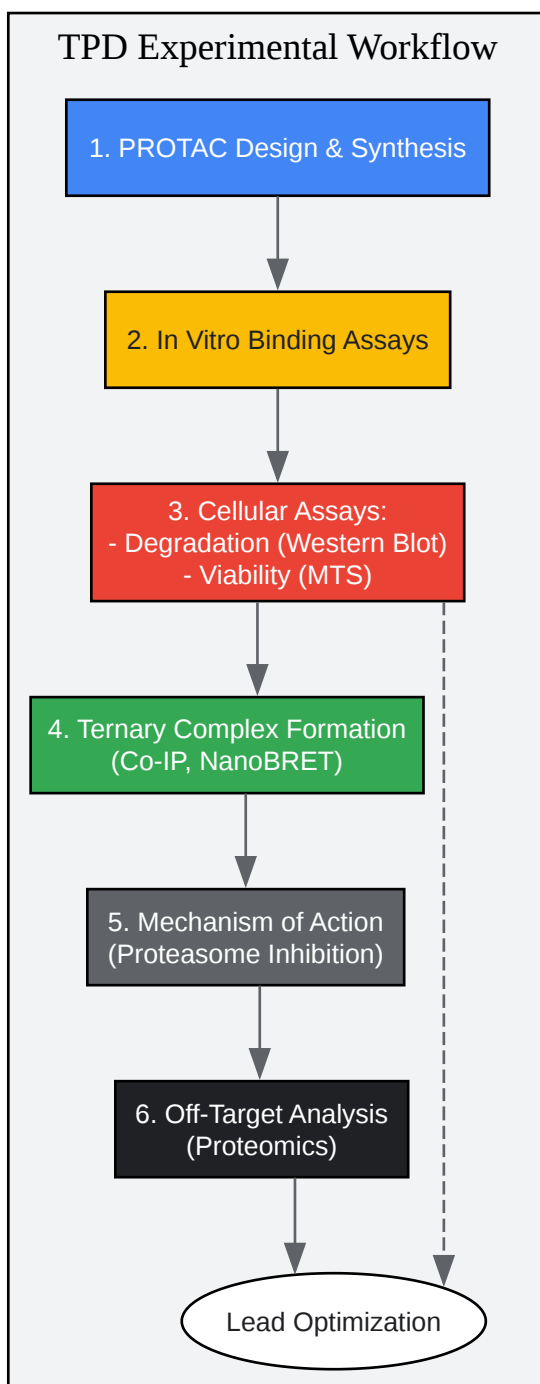 TPD Experimental Workflow
1. PROTAC Design & Synthesis
2. In Vitro Binding Assays
3. Cellular Assays:
- Degradation (Western Blot)
- Viability (MTS)
4. Ternary Complex Formation
(Co-IP, NanoBRET)
5. Mechanism of Action
(Proteasome Inhibition)
6. Off-Target Analysis
(Proteomics)
Lead Optimization